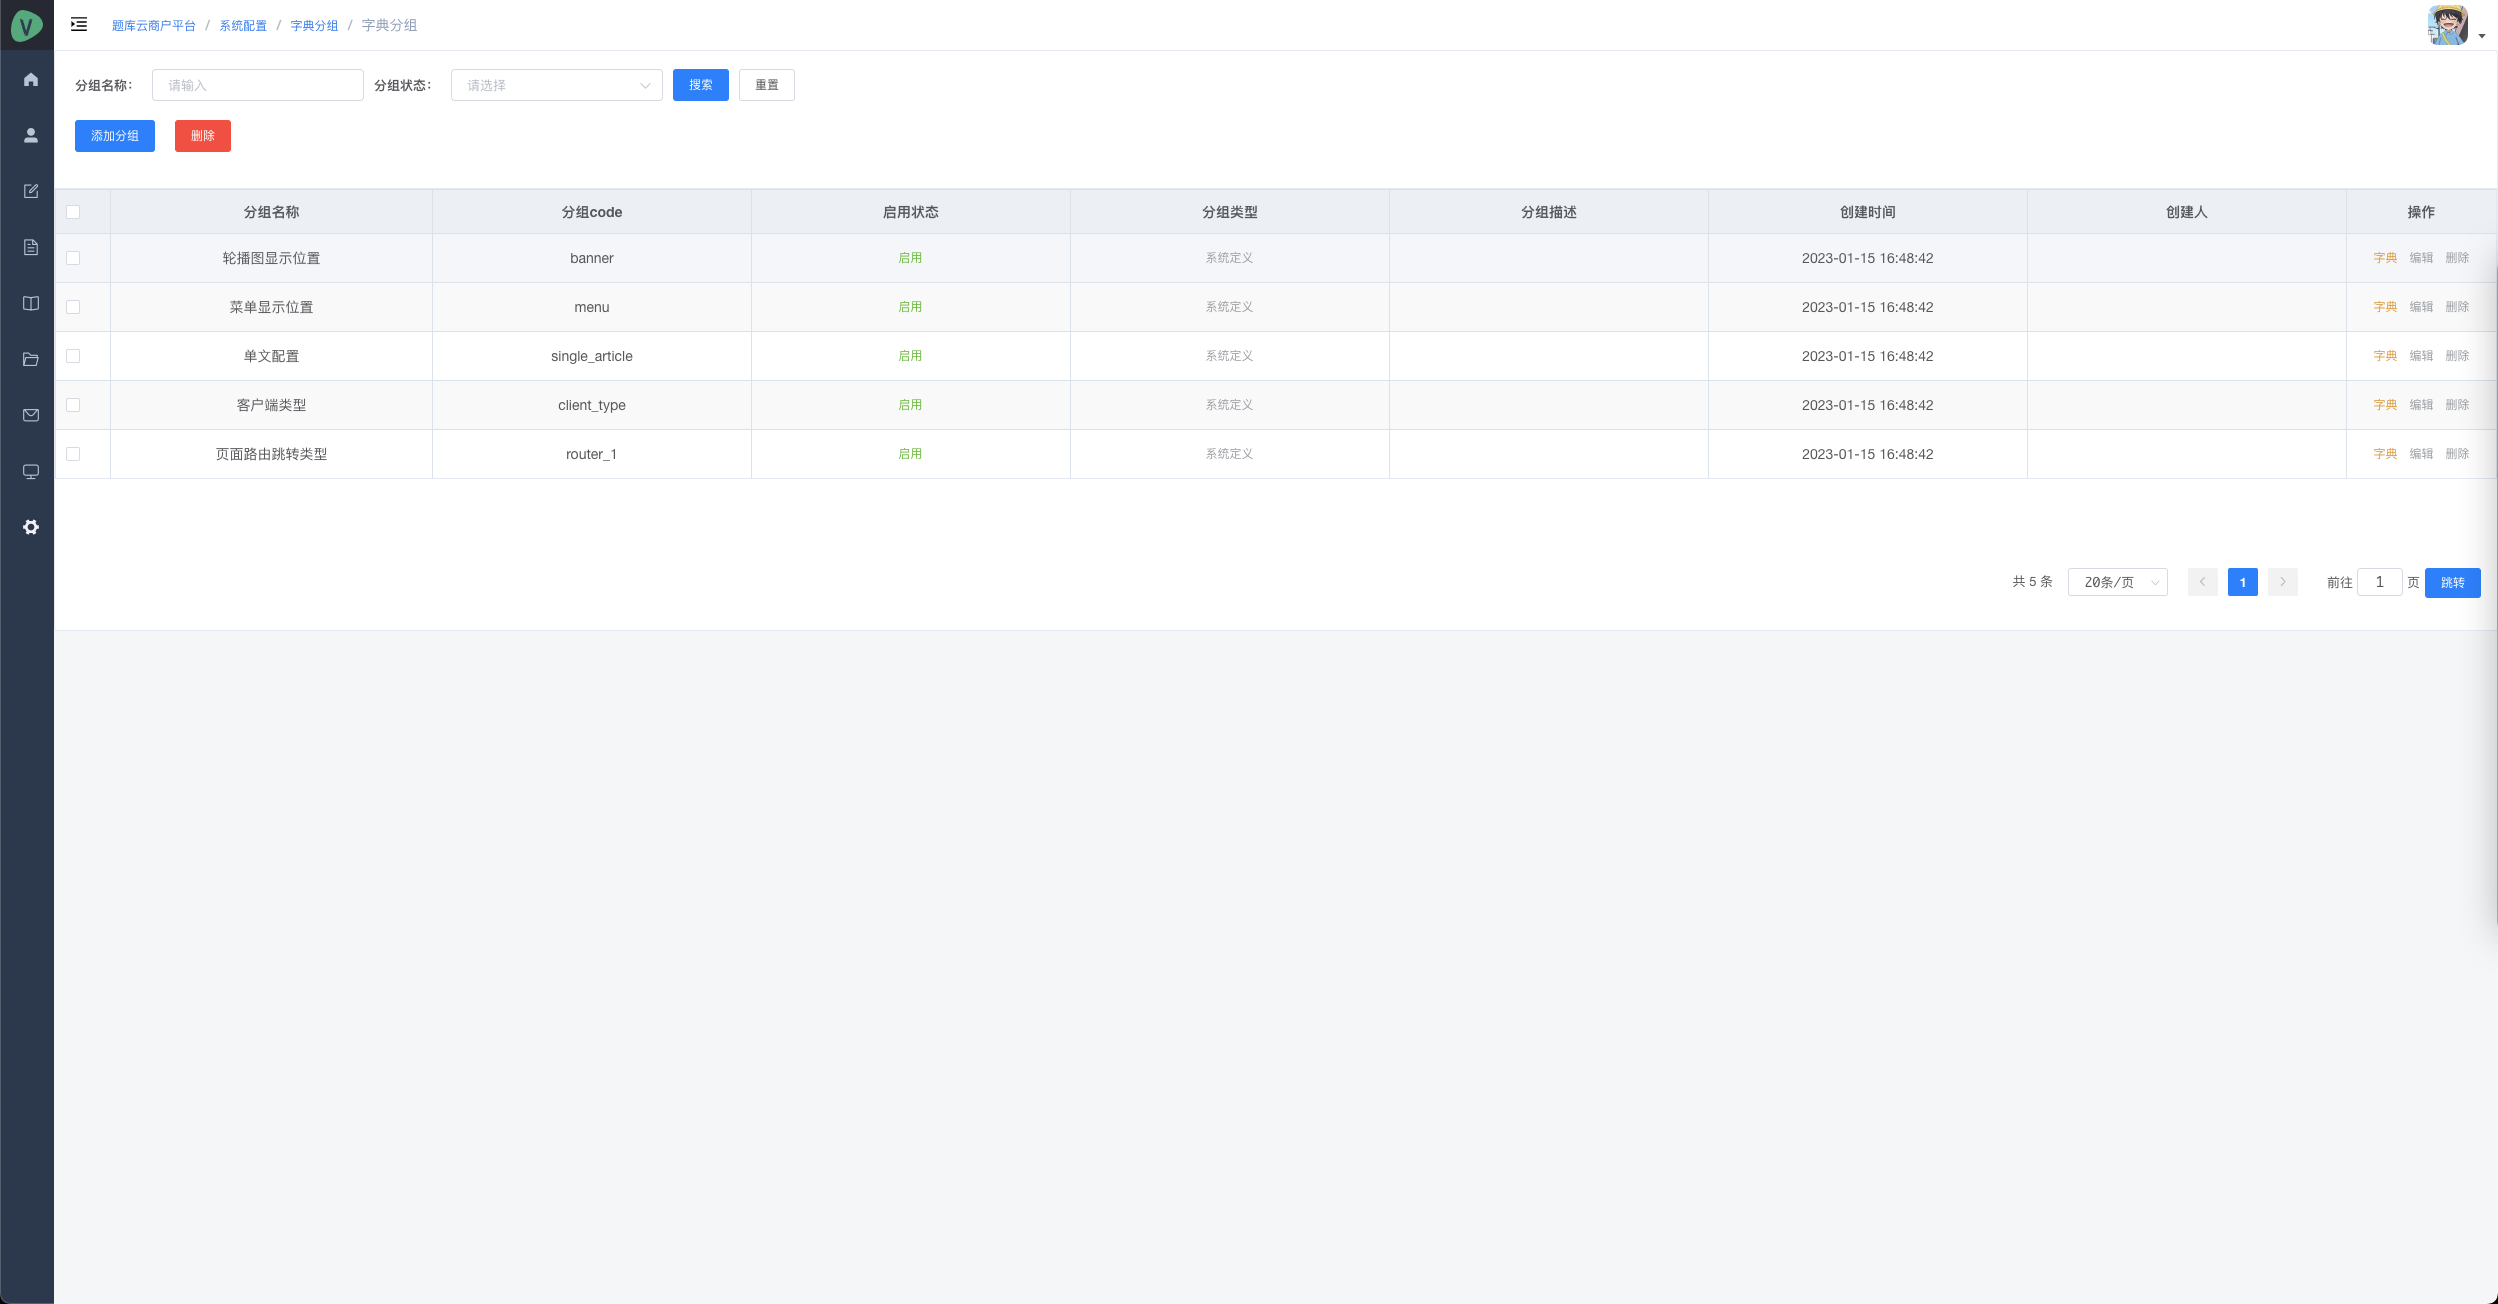 V
题库云商户平台 / 系统配置 / 字典分组 / 字典分组
分组名称: 请输入 分组状态: 请选择 搜索 重置
添加分组 删除
分组名称 分组code 启用状态 分组类型 分组描述 创建时间 创建人 操作
轮播图显示位置 banner 启用 系统定义 2023-01-15 16:48:42 字典 编辑 删除
菜单显示位置 menu 启用 系统定义 2023-01-15 16:48:42 字典 编辑 删除
单文配置 single_article 启用 系统定义 2023-01-15 16:48:42 字典 编辑 删除
客户端类型 client_type 启用 系统定义 2023-01-15 16:48:42 字典 编辑 删除
页面路由跳转类型 router_1 启用 系统定义 2023-01-15 16:48:42 字典 编辑 删除
共 5 条 20条/页 1 前往 1 页 跳转